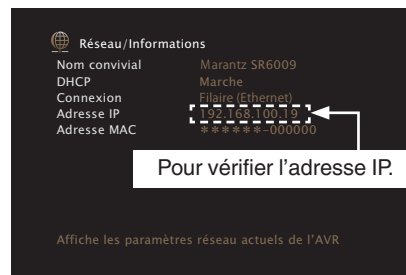 Réseau/Informations
Nom convivial Marantz SR6009
DHCP Marche
Connexion Filaire (Ethernet)
Adresse IP 192.168.100.19
Adresse MAC ******-000000
Pour vérifier l’adresse IP.
Affiche les paramètres réseau actuels de l’AVR